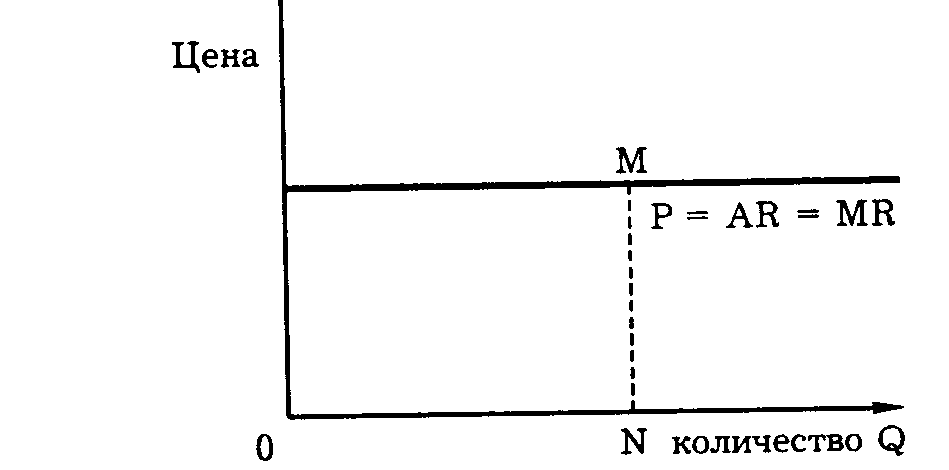 Цена
M
P = AR = MR
0
N количество Q